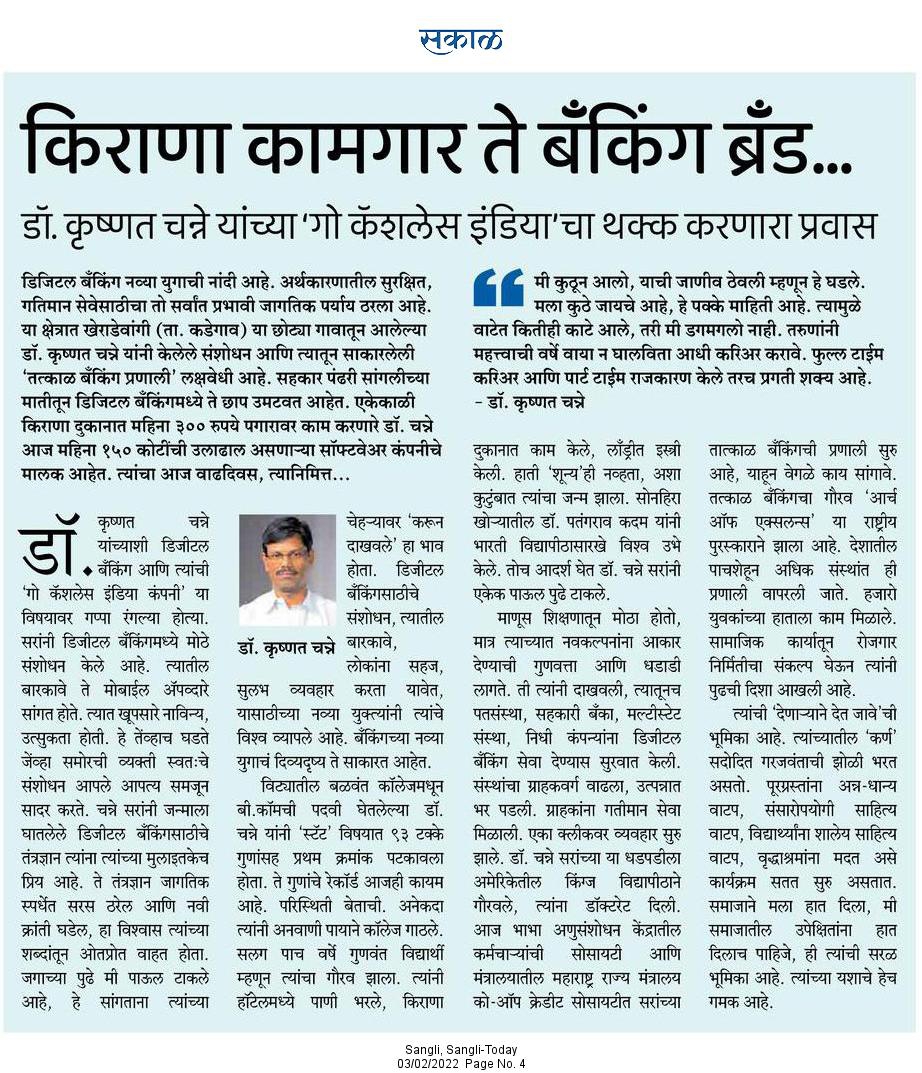 सकाळ
किराणा कामगार ते बँकिंग ब्रँड...
डॉ. कृष्णत चन्ने यांच्या ‘गो कॅशलेस इंडिया’चा थक्क करणारा प्रवास
डिजिटल बँकिंग नव्या युगाची नांदी आहे. अर्थकारणातील सुरक्षित,
गतिमान सेवेसाठीचा तो सर्वांत प्रभावी जागतिक पर्याय ठरला आहे.
या क्षेत्रात खेराडेवांगी (ता. कडेगाव) या छोट्या गावातून आलेल्या
डॉ. कृष्णत चन्ने यांनी केलेले संशोधन आणि त्यातून साकारलेली
‘तत्काळ बँकिंग प्रणाली’ लक्षवेधी आहे. सहकार पंढरी सांगलीच्या
मातीतून डिजिटल बँकिंगमध्ये ते छाप उमटवत आहेत. एकेकाळी
किराणा दुकानात महिना ३०० रुपये पगारावर काम करणारे डॉ. चन्ने
आज महिना १५० कोटींची उलाढाल असणाऱ्या सॉफ्टवेअर कंपनीचे
मालक आहेत. त्यांचा आज वाढदिवस, त्यानिमित्त...
मी कुठून आलो, याची जाणीव ठेवली म्हणून हे घडले.
मला कुठे जायचे आहे, हे पक्के माहिती आहे. त्यामुळे
वाटेत कितीही काटे आले, तरी मी डगमगलो नाही. तरुणांनी
महत्त्वाची वर्षे वाया न घालविता आधी करिअर करावे. फुल्ल टाईम
करिअर आणि पार्ट टाईम राजकारण केले तरच प्रगती शक्य आहे.
- डॉ. कृष्णत चन्ने
डॉ. कृष्णत चन्ने
यांच्याशी डिजीटल
बँकिंग आणि त्यांची
‘गो कॅशलेस इंडिया कंपनी’ या
विषयावर गप्पा रंगल्या होत्या.
सरांनी डिजीटल बँकिंगमध्ये मोठे
संशोधन केले आहे. त्यातील
बारकावे ते मोबाईल ॲपव्दारे
सांगत होते. त्यात खूपसारे नाविन्य,
उत्सुकता होती. हे तेंव्हाच घडते
जेंव्हा समोरची व्यक्ती स्वतःचे
संशोधन आपले आपत्य समजून
सादर करते. चन्ने सरांनी जन्माला
घातलेले डिजीटल बँकिंगसाठीचे
तंत्रज्ञान त्यांना त्यांच्या मुलाइतकेच
प्रिय आहे. ते तंत्रज्ञान जागतिक
स्पर्धेत सरस ठरेल आणि नवी
क्रांती घडेल, हा विश्वास त्यांच्या
शब्दांतून ओतप्रोत वाहत होता.
जगाच्या पुढे मी पाऊल टाकले
आहे, हे सांगताना त्यांच्या
डॉ. कृष्णत चन्ने
चेहऱ्यावर ‘करून
दाखवले’ हा भाव
होता. डिजीटल
बँकिंगसाठीचे
संशोधन, त्यातील
बारकावे,
लोकांना सहज,
सुलभ व्यवहार करता यावेत,
यासाठीच्या नव्या युक्त्यांनी त्यांचे
विश्व व्यापले आहे. बँकिंगच्या नव्या
युगाचं दिव्यदृष्य ते साकारत आहेत.
विट्यातील बळवंत कॉलेजमधून
बी.कॉमची पदवी घेतलेल्या डॉ.
चन्ने यांनी ‘स्टॅट’ विषयात ९३ टक्के
गुणांसह प्रथम क्रमांक पटकावला
होता. ते गुणांचे रेकॉर्ड आजही कायम
आहे. परिस्थिती बेताची. अनेकदा
त्यांनी अनवाणी पायाने कॉलेज गाठले.
सलग पाच वर्षे गुणवंत विद्यार्थी
म्हणून त्यांचा गौरव झाला. त्यांनी
हॉटेलमध्ये पाणी भरले, किराणा
दुकानात काम केले, लाँड्रीत इस्त्री
केली. हाती ‘शून्य’ही नव्हता, अशा
कुटुंबात त्यांचा जन्म झाला. सोनहिरा
खोऱ्यातील डॉ. पतंगराव कदम यांनी
भारती विद्यापीठासारखे विश्व उभे
केले. तोच आदर्श घेत डॉ. चन्ने सरांनी
एकेक पाऊल पुढे टाकले.
माणूस शिक्षणातून मोठा होतो,
मात्र त्याच्यात नवकल्पनांना आकार
देण्याची गुणवत्ता आणि धडाडी
लागते. ती त्यांनी दाखवली, त्यातूनच
पतसंस्था, सहकारी बँका, मल्टीस्टेट
संस्था, निधी कंपन्यांना डिजीटल
बँकिंग सेवा देण्यास सुरवात केली.
संस्थांचा ग्राहकवर्ग वाढला, उत्पन्नात
भर पडली. ग्राहकांना गतीमान सेवा
मिळाली. एका क्लीकवर व्यवहार सुरु
झाले. डॉ. चन्ने सरांच्या या धडपडीला
अमेरिकेतील किंग्ज विद्यापीठाने
गौरवले, त्यांना डॉक्टरेट दिली.
आज भाभा अणुसंशोधन केंद्रातील
कर्मचाऱ्यांची सोसायटी आणि
मंत्रालयातील महाराष्ट्र राज्य मंत्रालय
को-ऑप क्रेडीट सोसायटीत सरांच्या
तात्काळ बँकिंगची प्रणाली सुरु
आहे, याहून वेगळे काय सांगावे.
तत्काळ बँकिंगचा गौरव ‘आर्च
ऑफ एक्सलन्स’ या राष्ट्रीय
पुरस्काराने झाला आहे. देशातील
पाचशेहून अधिक संस्थांत ही
प्रणाली वापरली जाते. हजारो
युवकांच्या हाताला काम मिळाले.
सामाजिक कार्यातून रोजगार
निर्मितीचा संकल्प घेऊन त्यांनी
पुढची दिशा आखली आहे.
त्यांची ‘देणाऱ्याने देत जावे’ची
भूमिका आहे. त्यांच्यातील ‘कर्ण’
सदोदित गरजवंताची झोळी भरत
असतो. पूरग्रस्तांना अन्न-धान्य
वाटप, संसारोपयोगी साहित्य
वाटप, विद्यार्थ्यांना शालेय साहित्य
वाटप, वृद्धाश्रमांना मदत असे
कार्यक्रम सतत सुरु असतात.
समाजाने मला हात दिला, मी
समाजातील उपेक्षितांना हात
दिलाच पाहिजे, ही त्यांची सरळ
भूमिका आहे. त्यांच्या यशाचे हेच
गमक आहे.
Sangli, Sangli-Today
03/02/2022 Page No. 4